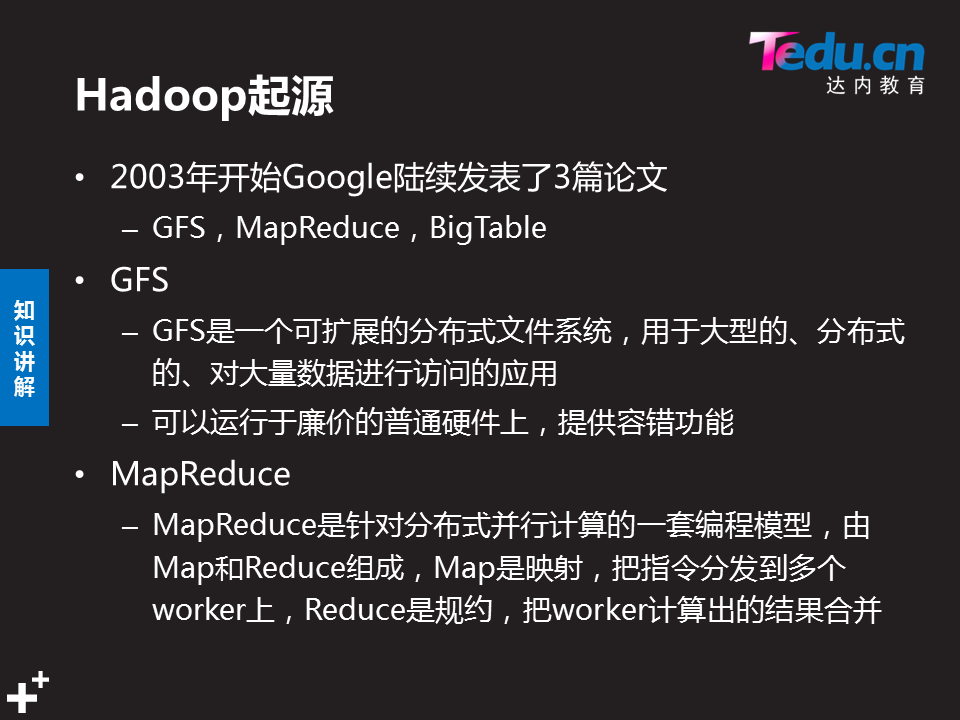 Tedu.cn
达内教育
Hadoop起源
• 2003年开始Google陆续发表了3篇论文
– GFS，MapReduce，BigTable
• GFS
– GFS是一个可扩展的分布式文件系统，用于大型的、分布式
的、对大量数据进行访问的应用
– 可以运行于廉价的普通硬件上，提供容错功能
• MapReduce
– MapReduce是针对分布式并行计算的一套编程模型，由
Map和Reduce组成，Map是映射，把指令分发到多个
worker上，Reduce是规约，把worker计算出的结果合并
知
识
讲
解